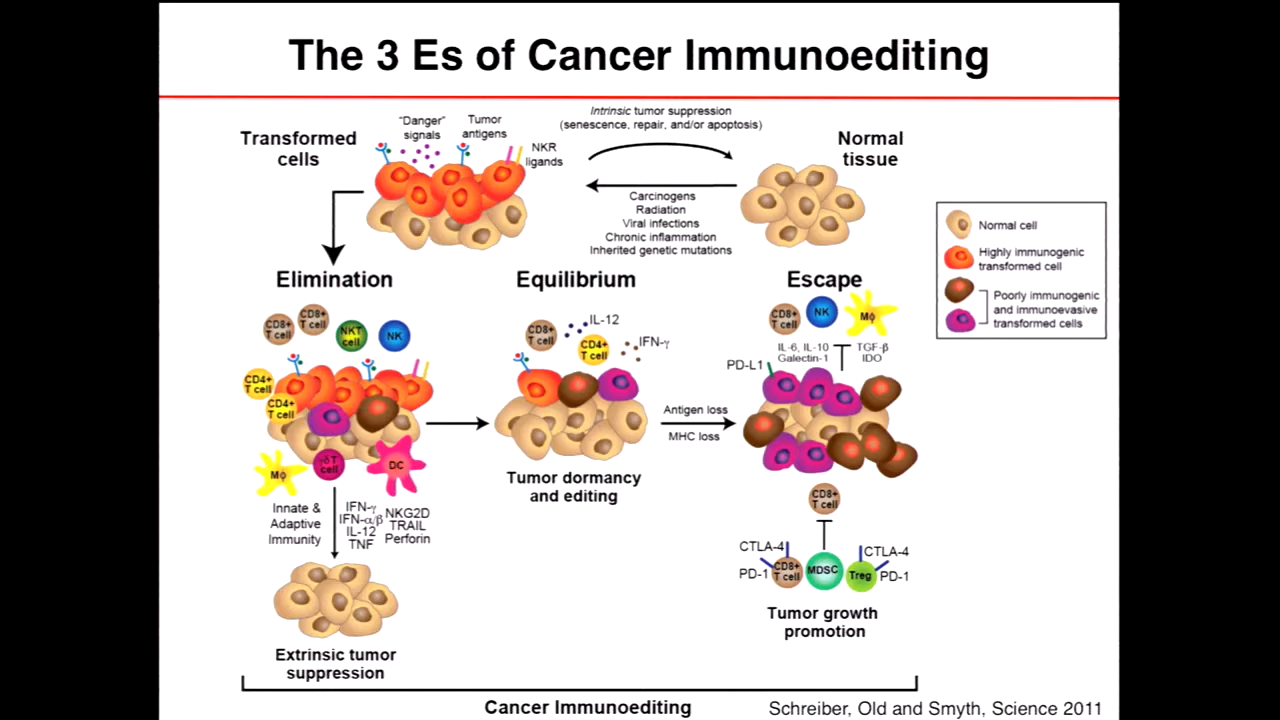 The 3 Es of Cancer Immunoediting
Transformed
cells
"Danger"
signals
Tumor
antigens
NKR
ligands
Intrinsic tumor suppression
(senescence, repair, and/or apoptosis)
Carcinogens
Radiation
Viral infections
Chronic inflammation
Inherited genetic mutations
Normal
tissue
Normal cell
Highly immunogenic
transformed cell
Poorly immunogenic
and immunoevasive
transformed cells
Elimination
CD8+
T cell
CD8+
T cell
NKT
cell
NK
CD4+
T cell
CD4+
T cell
Mϕ
γδ T
cell
DC
Innate &
Adaptive
Immunity
IFN-γ
IFN-α/β
IL-12
TNF
NKG2D
TRAIL
Perforin
Extrinsic tumor
suppression
Equilibrium
CD8+
T cell
IL-12
CD4+
T cell
IFN-γ
Tumor dormancy
and editing
Antigen loss
MHC loss
Escape
CD8+
T cell
NK
Mϕ
IL-6, IL-10
Galectin-1
TGF-β
IDO
PD-L1
CD8+
T cell
CTLA-4
PD-1
CD8+
T cell
MDSC
Treg
CTLA-4
PD-1
Tumor growth
promotion
Cancer Immunoediting
Schreiber, Old and Smyth, Science 2011